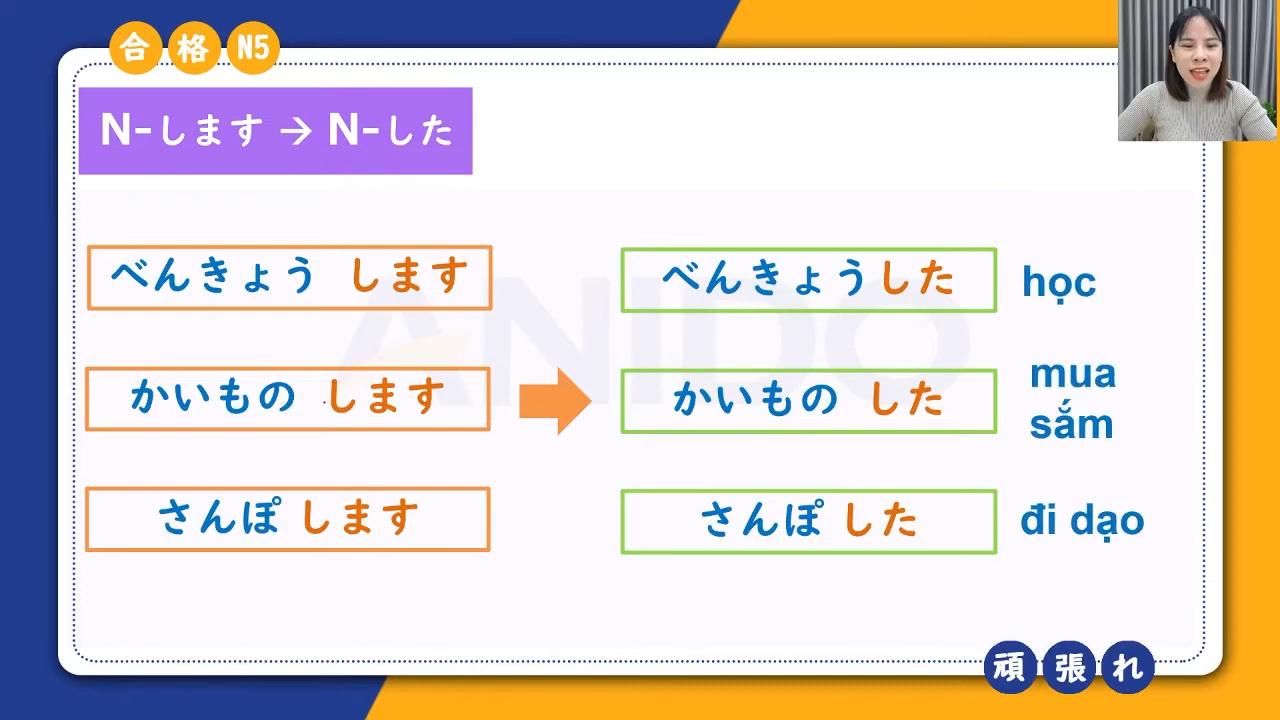 合格 N5
N-します → N-した
べんきょう します
べんきょうした
học
かいもの します
かいもの した
mua
sắm
さんぽ します
さんぽ した
đi dạo
ANIDO
頑張れ